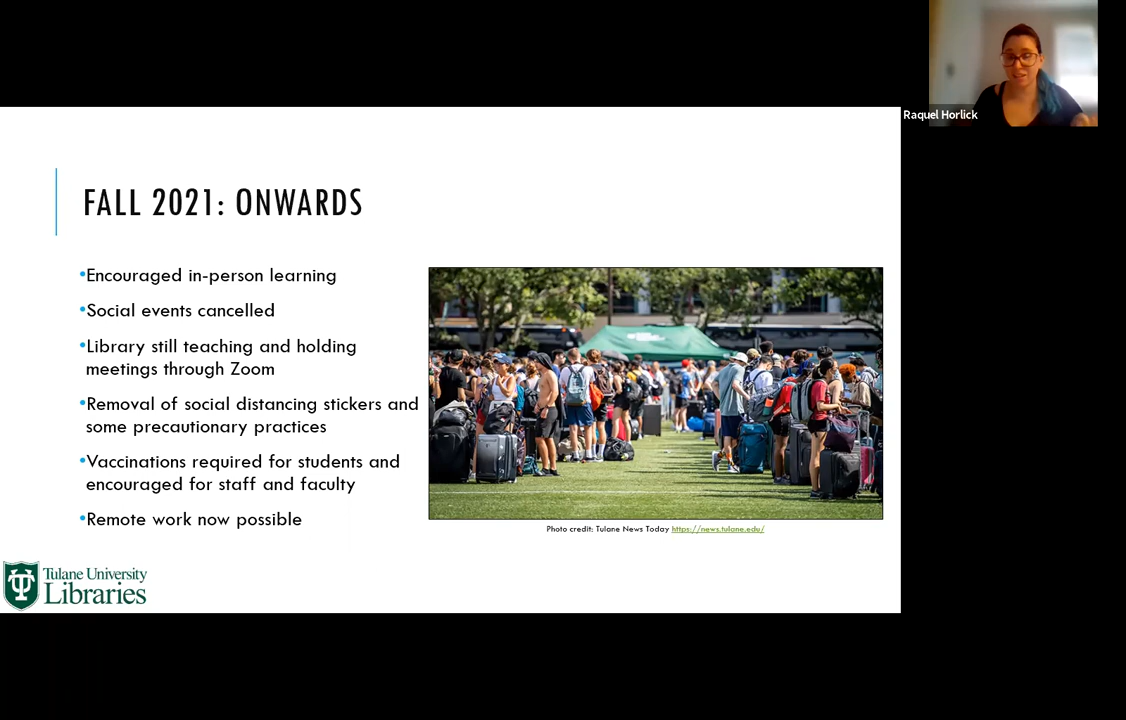 Raquel Horlick
FALL 2021: ONWARDS
•Encouraged in-person learning
•Social events cancelled
•Library still teaching and holding
meetings through Zoom
•Removal of social distancing stickers and
some precautionary practices
•Vaccinations required for students and
encouraged for staff and faculty
•Remote work now possible
Photo credit: Tulane News Today https://news.tulane.edu/
Tulane University
Libraries